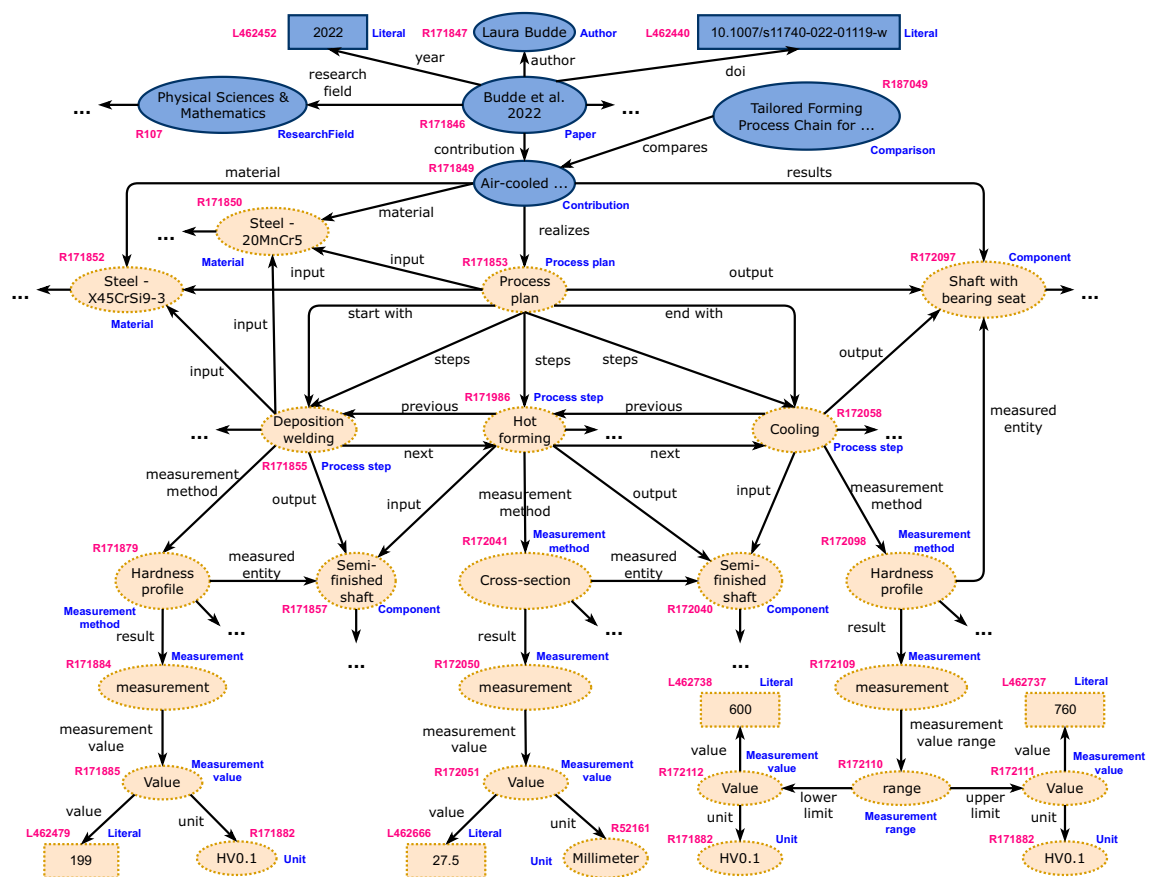 L462452
2022
Literal
R171847
Laura Budde
Author
L462440
10.1007/s11740-022-01119-w
Literal
year
author
doi
research
field
R187049
...
Physical Sciences &
Mathematics
R107
ResearchField
Budde et al.
2022
R171846
Paper
...
Tailored Forming
Process Chain for ...
Comparison
contribution
compares
R171849
material
Air-cooled ...
results
Contribution
R171850
Steel -
20MnCr5
...
Material
material
realizes
R171852
Steel -
X45CrSi9-3
...
Material
input
input
R171853
Process plan
Process
plan
output
R172097
Component
Shaft with
bearing seat
...
start with
end with
input
input
steps
steps
steps
output
R171986
Process step
previous
previous
measured
entity
...
Deposition
welding
R171855
Process step
Hot
forming
...
Cooling
R172058
...
Process step
next
next
measurement
method
output
input
measurement
method
output
input
measurement
method
R171879
Hardness
profile
Measurement
method
measured
entity
Semi-
finished
shaft
R171857
Component
R172041
Measurement
method
Cross-section
measured
entity
Semi-
finished
shaft
R172040
Component
R172098
Measurement
method
Hardness
profile
...
...
...
...
...
result
result
result
R171884
Measurement
measurement
R172050
Measurement
measurement
L462738
Literal
600
R172109
Measurement
measurement
L462737
Literal
760
measurement
value
measurement
value
measurement
value range
value
value
R171885
Measurement
value
Value
R172051
Measurement
value
Value
R172112
Measurement
value
Value
R172110
range
Measurement
range
R172111
Measurement
value
Value
lower
limit
upper
limit
value
unit
value
unit
unit
unit
L462479
Literal
199
R171882
HV0.1
Unit
L462666
Literal
27.5
R52161
Unit
Millimeter
R171882
Unit
HV0.1
R171882
Unit
HV0.1